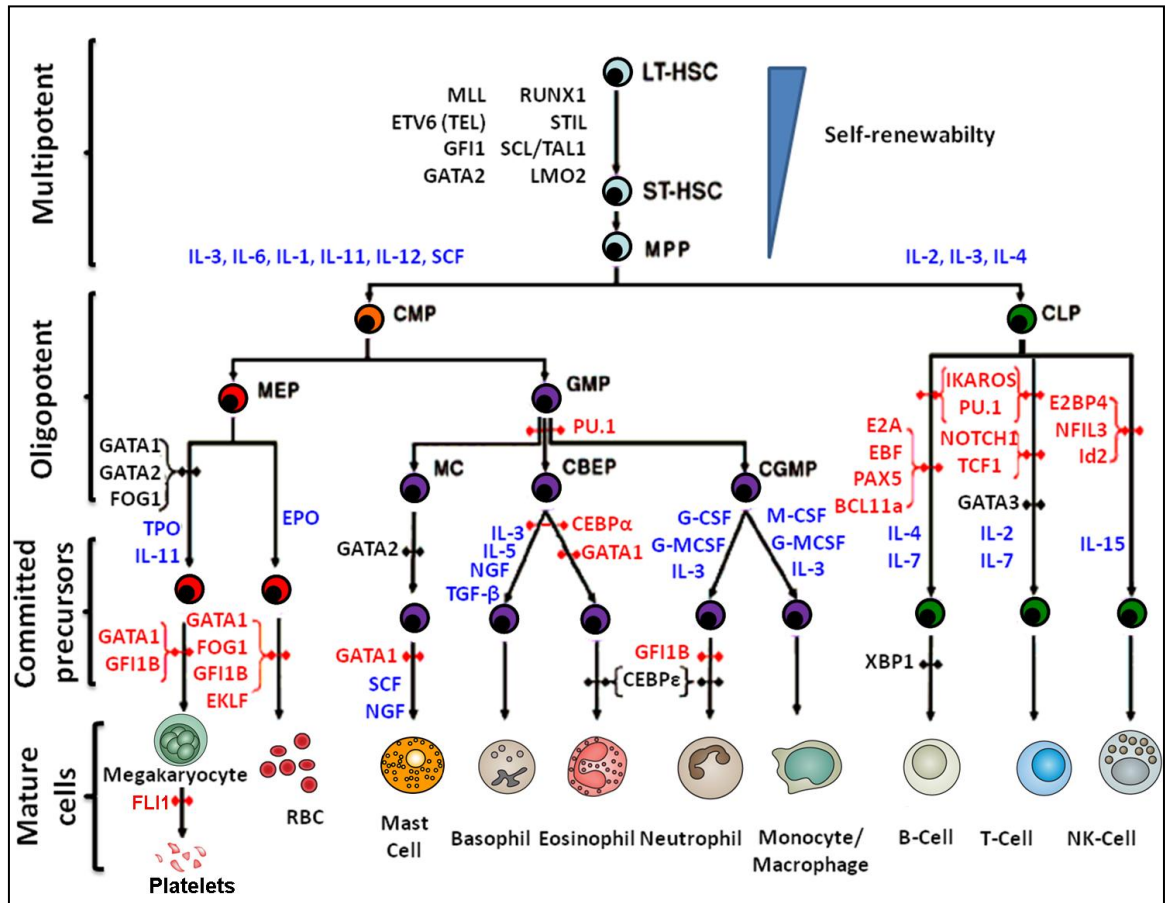 Multipotent
LT-HSC
MLL RUNX1
ETV6 (TEL) STIL
GFI1 SCL/TAL1
GATA2 LMO2
Self-renewabilty
ST-HSC
MPP
IL-3, IL-6, IL-1, IL-11, IL-12, SCF
IL-2, IL-3, IL-4
Oligopotent
CMP
CLP
MEP
GMP
PU.1
IKAROS
PU.1
E2BP4
NFIL3
Id2
E2A
EBF
PAX5
BCL11a
NOTCH1
TCF1
GATA3
GATA1
GATA2
FOG1
MC
CBEP
CGMP
TPO
IL-11
EPO
GATA2
IL-3
IL-5
NGF
TGF-β
CEBPα
GATA1
G-CSF
G-MCSF
IL-3
M-CSF
G-MCSF
IL-3
IL-4
IL-7
IL-2
IL-7
IL-15
Committed
precursors
GATA1
GFI1B
GATA1
FOG1
GFI1B
EKLF
GATA1
SCF
NGF
GFI1B
CEBPε
XBP1
Mature
cells
Megakaryocyte
FLI1
Platelets
RBC
Mast
Cell
Basophil
Eosinophil
Neutrophil
Monocyte/
Macrophage
B-Cell
T-Cell
NK-Cell